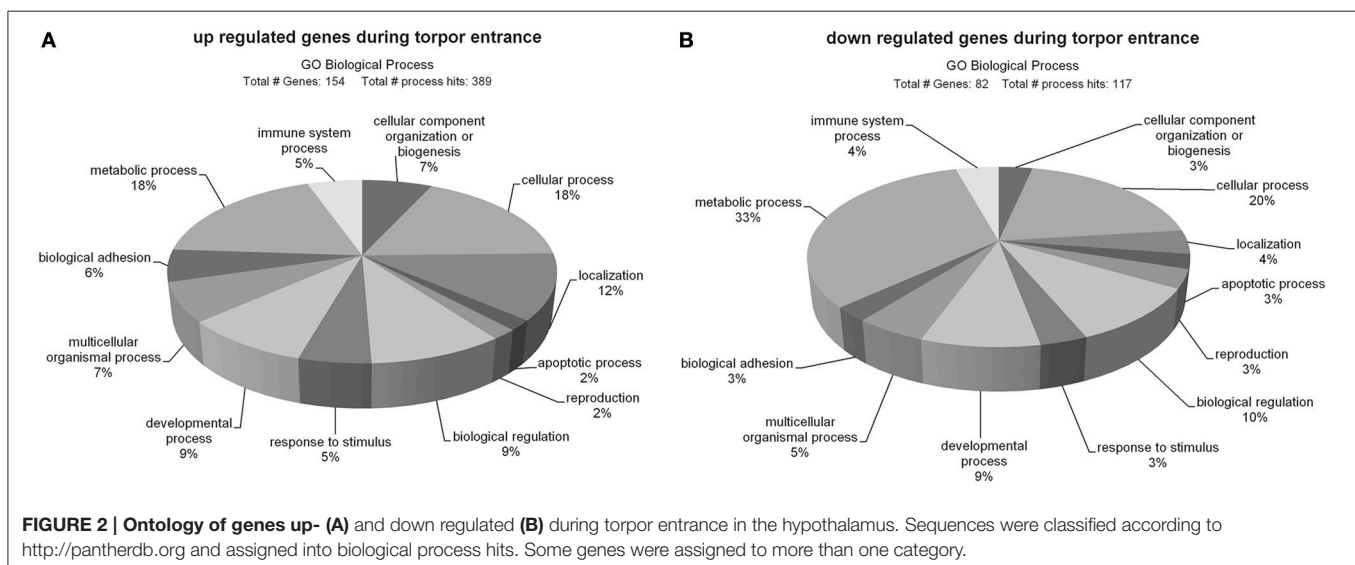 A
up regulated genes during torpor entrance
GO Biological Process
Total # Genes: 154 Total # process hits: 389
immune system
process
5%
cellular component
organization or
biogenesis
7%
metabolic process
18%
cellular process
18%
biological adhesion
6%
localization
12%
multicellular
organismal process
7%
apoptotic process
2%
reproduction
2%
developmental
process
9%
response to stimulus
5%
biological regulation
9%
B
down regulated genes during torpor entrance
GO Biological Process
Total # Genes: 82 Total # process hits: 117
immune system
process
4%
cellular component
organization or
biogenesis
3%
metabolic process
33%
cellular process
20%
localization
4%
apoptotic process
3%
reproduction
3%
biological adhesion
3%
biological regulation
10%
multicellular
organismal process
5%
developmental
process
9%
response to stimulus
3%
FIGURE 2 | Ontology of genes up- (A) and down regulated (B) during torpor entrance in the hypothalamus. Sequences were classified according to
http://pantherdb.org and assigned into biological process hits. Some genes were assigned to more than one category.